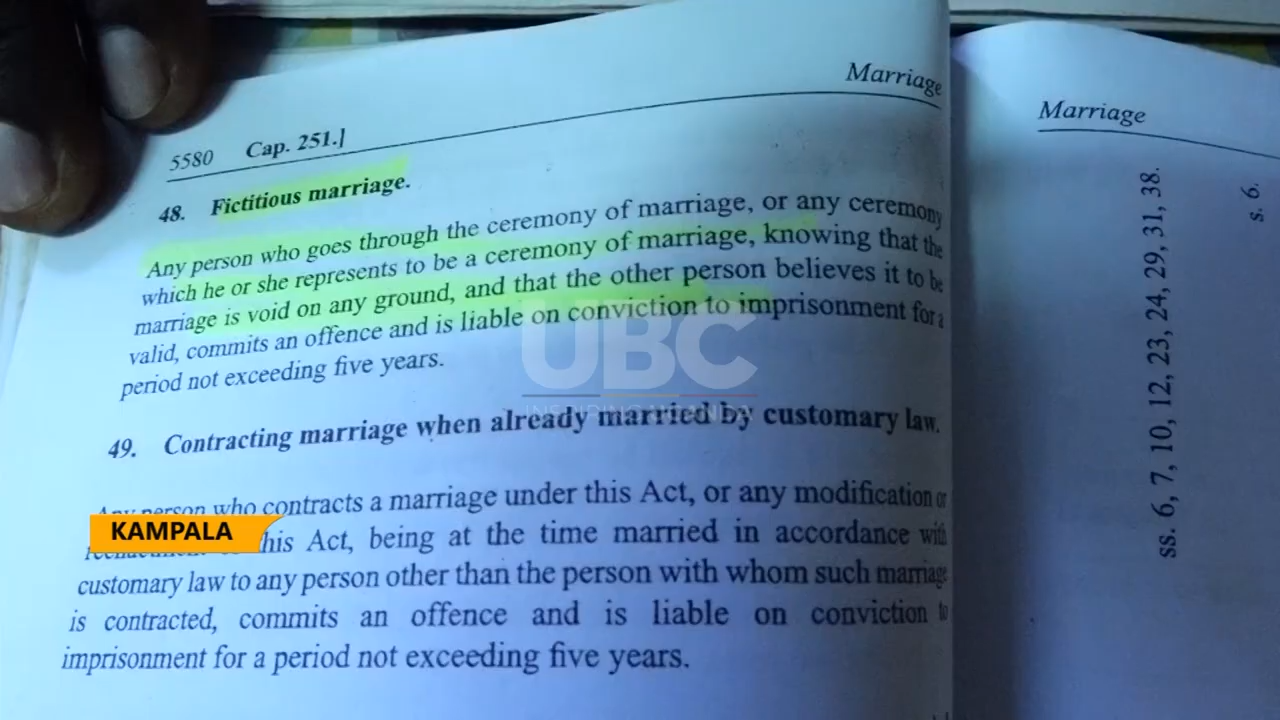 Marriage
5580 Cap. 251.]
48. Fictitious marriage.
Any person who goes through the ceremony of marriage, or any ceremony
which he or she represents to be a ceremony of marriage, knowing that the
marriage is void on any ground, and that the other person believes it to be
valid, commits an offence and is liable on conviction to imprisonment for a
period not exceeding five years.
UBC
49. Contracting marriage when already married by customary law.
Any person who contracts a marriage under this Act, or any modification or
this Act, being at the time married in accordance with
KAMPALA
customary law to any person other than the person with whom such marriage
is contracted, commits an offence and is liable on conviction to
imprisonment for a period not exceeding five years.
Marriage
ss. 6, 7, 10, 12, 23, 24, 29, 31, 38.
s. 6.